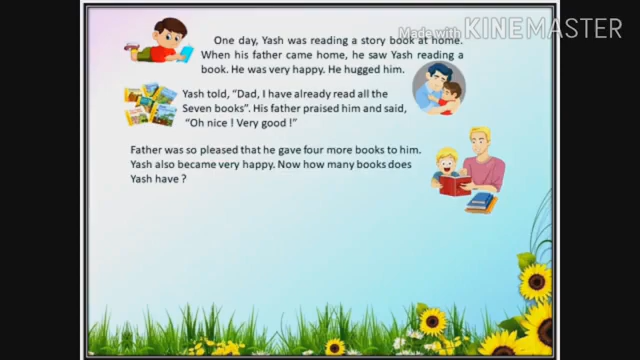 Made with KINEMASTER
One day, Yash was reading a story book at home.
When his father came home, he saw Yash reading a
book. He was very happy. He hugged him.
Yash told, “Dad, I have already read all the
Seven books”. His father praised him and said,
“Oh nice ! Very good !”
Father was so pleased that he gave four more books to him.
Yash also became very happy. Now how many books does
Yash have ?